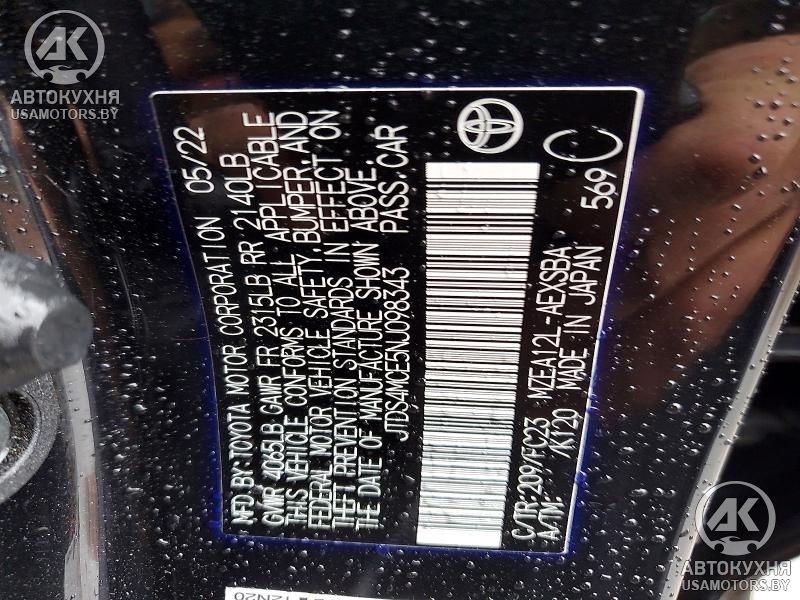 AK
АВТОКУХНЯ
USAMOTORS.BY
MFD. BY: TOYOTA MOTOR CORPORATION 05/22
GVWR 4065LB GAWR FR 2315LB RR 2140LB
THIS VEHICLE CONFORMS TO ALL APPLICABLE
FEDERAL MOTOR VEHICLE SAFETY, BUMPER, AND
THEFT PREVENTION STANDARDS IN EFFECT ON
THE DATE OF MANUFACTURE SHOWN ABOVE.
JTDS4MCE5NJ098343 PASS. CAR
C/TR: 209/FC23 MZEA12L-AEXSBA
A/TM: /K120 MADE IN JAPAN 569 C
12N20
AK
АВТОКУХНЯ
USAMOTORS.BY